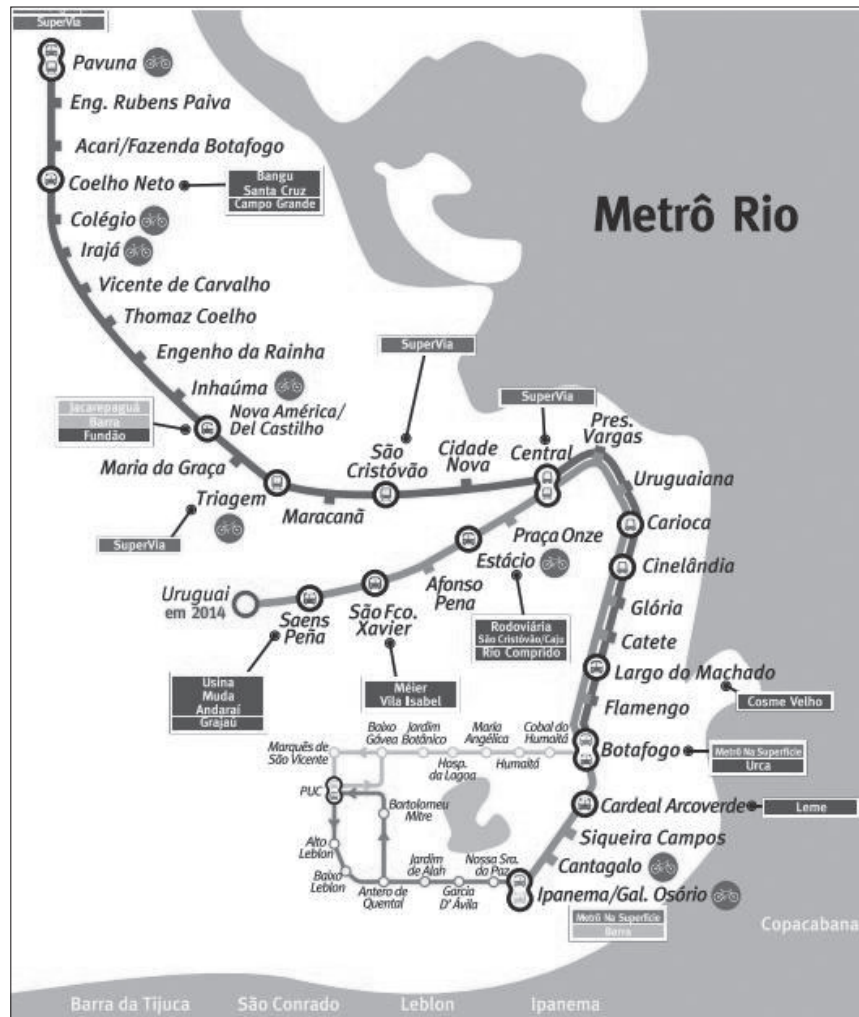 SuperVia
Pavuna
Eng. Rubens Paiva
Acari/Fazenda Botafogo
Coelho Neto
Bangu
Santa Cruz
Campo Grande
Colégio
Irajá
Metrô Rio
Vicente de Carvalho
Thomaz Coelho
Engenho da Rainha
Inhaúma
SuperVia
Jacarepaguá
Barra
Fundão
Nova América/
Del Castilho
SuperVia
Pres.
Vargas
Maria da Graça
São
Cristóvão
Cidade
Nova
Central
Uruguaiana
Triagem
Maracanã
Carioca
SuperVia
Praça Onze
Estácio
Cinelândia
Uruguai
em 2014
Afonso
Pena
Saens
Peña
São Fco.
Xavier
Glória
Rodoviária
São Cristóvão/Caju
Rio Comprido
Catete
Usina
Muda
Andaraí
Grajaú
Méier
Vila Isabel
Largo do Machado
Cosme Velho
Flamengo
Marquês de
São Vicente
Baixo
Gávea
Jardim
Botânico
Hosp.
da Lagoa
Maria
Angélica
Humaitá
Cobal do
Humaitá
Botafogo
Metrô Na Superfície
Urca
PUC
Bartolomeu
Mitre
Cardeal Arcoverde
Leme
Siqueira Campos
Alto
Leblon
Baixo
Leblon
Antero de
Quental
Jardim
de Alah
Garcia
D'Ávila
Nossa Sra.
da Paz
Cantagalo
Ipanema/Gal. Osório
Metrô Na Superfície
Barra
Copacabana
Barra da Tijuca
São Conrado
Leblon
Ipanema